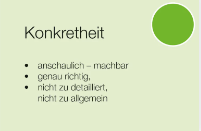 Konkretheit
• anschaulich – machbar
• genau richtig,
• nicht zu detailliert,
nicht zu allgemein